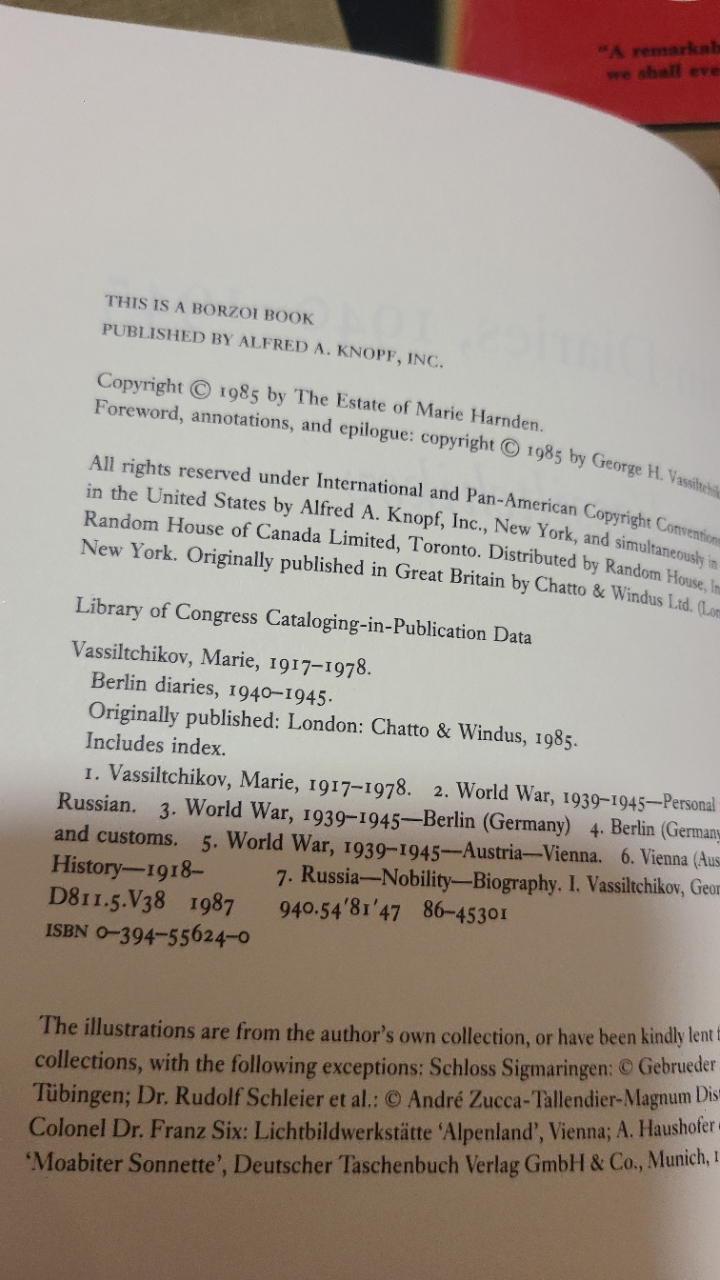 "A remarkab
we shall eve
THIS IS A BORZOI BOOK
PUBLISHED BY ALFRED A. KNOPF, INC.
Copyright © 1985 by The Estate of Marie Harnden.
Foreword, annotations, and epilogue: copyright © 1985 by George H. Vassiltchik
All rights reserved under International and Pan-American Copyright Conventions
in the United States by Alfred A. Knopf, Inc., New York, and simultaneously in
Random House of Canada Limited, Toronto. Distributed by Random House, In
New York. Originally published in Great Britain by Chatto & Windus Ltd. (Lon
Library of Congress Cataloging-in-Publication Data
Vassiltchikov, Marie, 1917–1978.
Berlin diaries, 1940–1945.
Originally published: London: Chatto & Windus, 1985.
Includes index.
1. Vassiltchikov, Marie, 1917–1978. 2. World War, 1939–1945—Personal
Russian. 3. World War, 1939–1945—Berlin (Germany) 4. Berlin (Germany
and customs. 5. World War, 1939–1945—Austria—Vienna. 6. Vienna (Aus
History—1918– 7. Russia—Nobility—Biography. I. Vassiltchikov, Geor
D811.5.V38 1987 940.54'81'47 86–45301
ISBN 0–394–55624–0
The illustrations are from the author's own collection, or have been kindly lent
collections, with the following exceptions: Schloss Sigmaringen: © Gebrueder
Tübingen; Dr. Rudolf Schleier et al.: © André Zucca-Tallendier-Magnum Dis
Colonel Dr. Franz Six: Lichtbildwerkstätte 'Alpenland', Vienna; A. Haushofer
'Moabiter Sonnette', Deutscher Taschenbuch Verlag GmbH & Co., Munich, 1